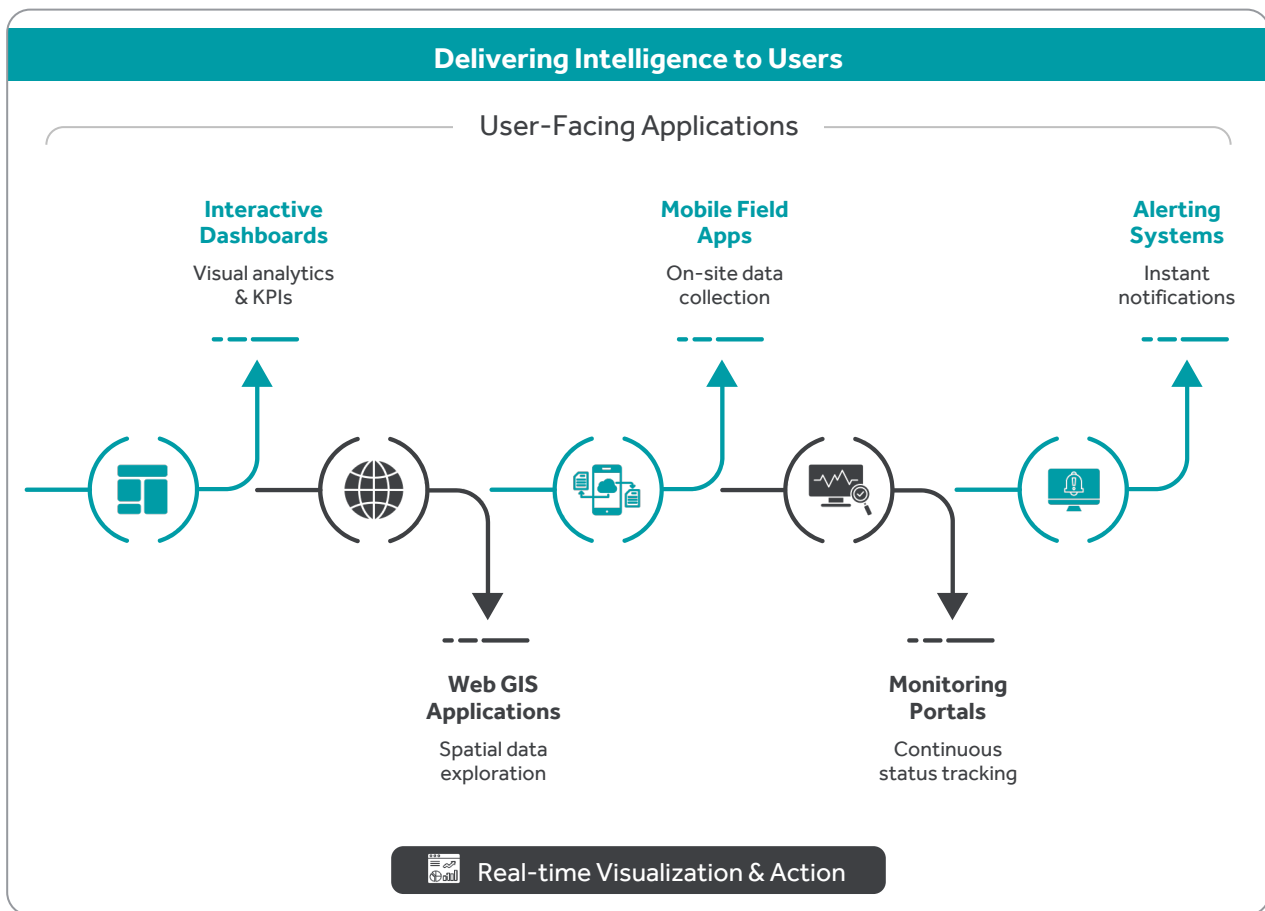 Delivering Intelligence to Users
User-Facing Applications
Interactive
Dashboards
Visual analytics
& KPIs
Mobile Field
Apps
On-site data
collection
Alerting
Systems
Instant
notifications
Web GIS
Applications
Spatial data
exploration
Monitoring
Portals
Continuous
status tracking
Real-time Visualization & Action